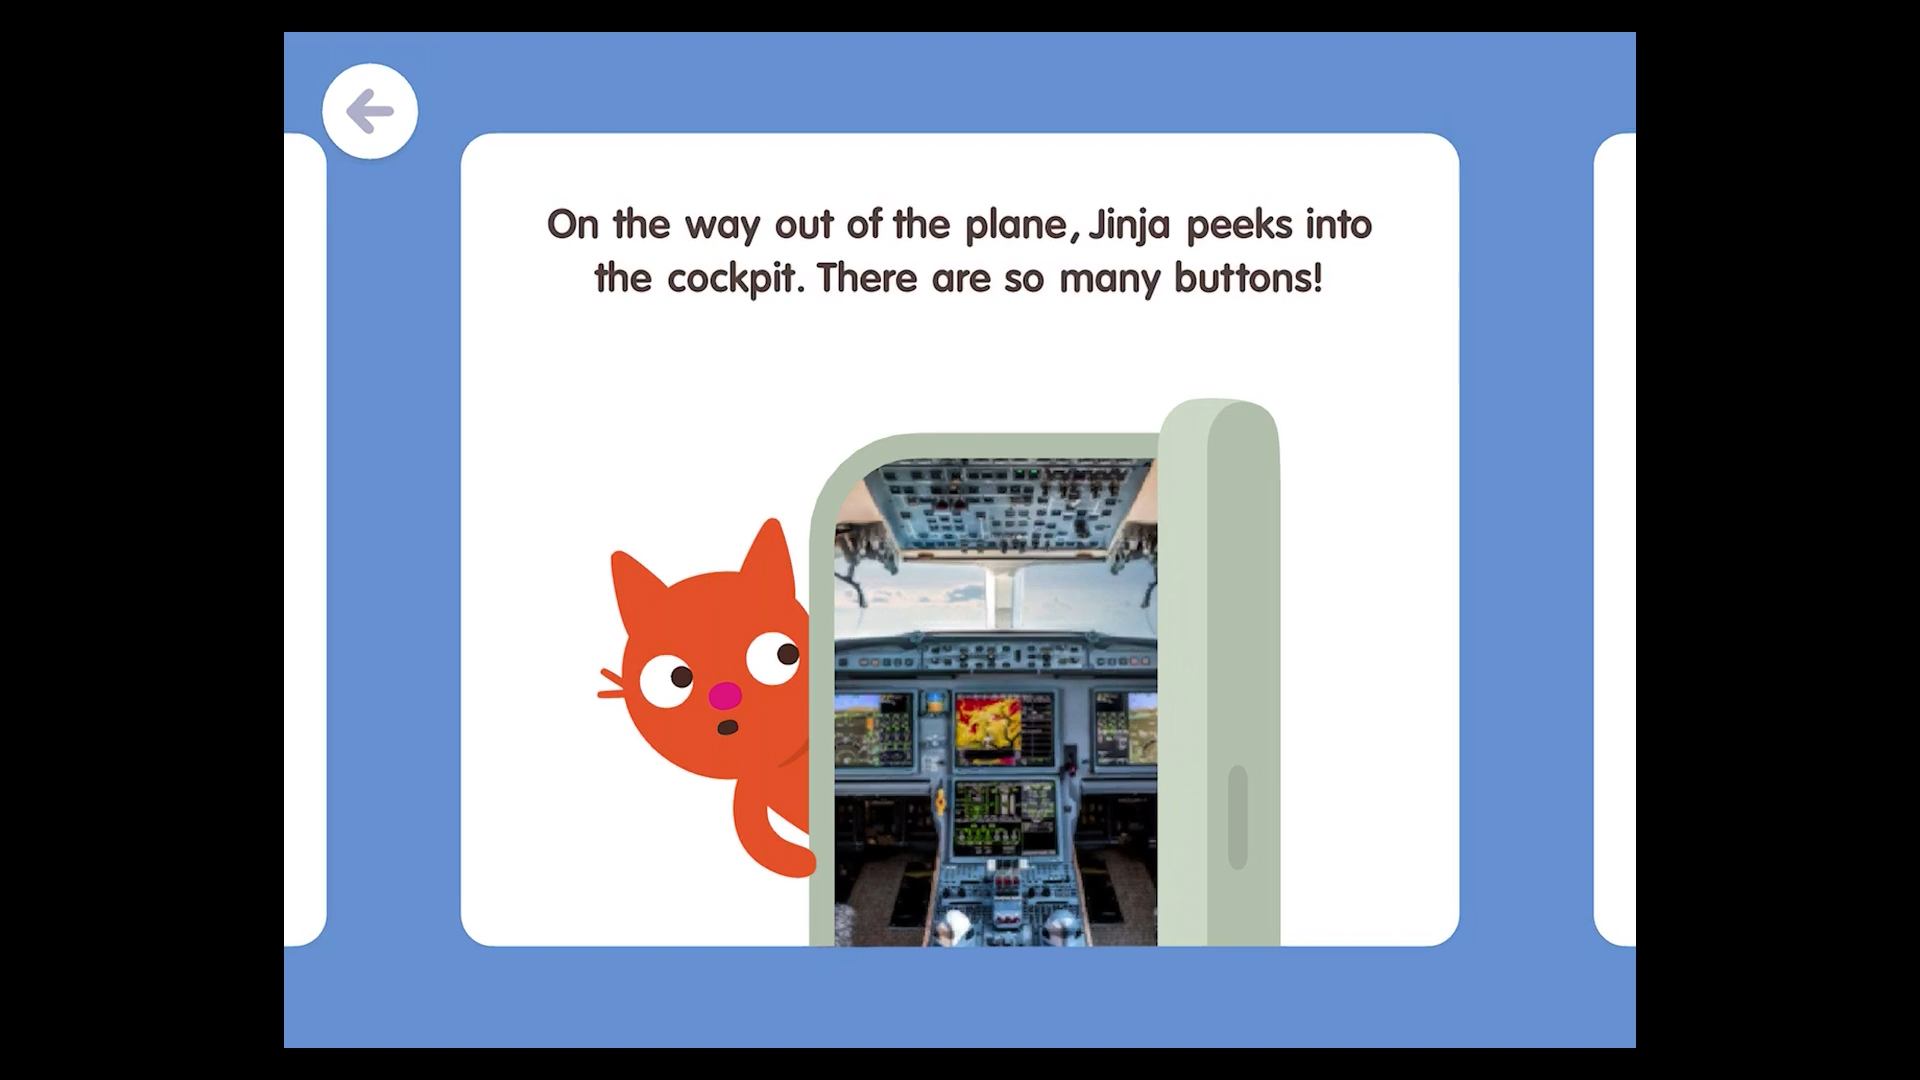 On the way out of the plane, Jinja peeks into
the cockpit. There are so many buttons!